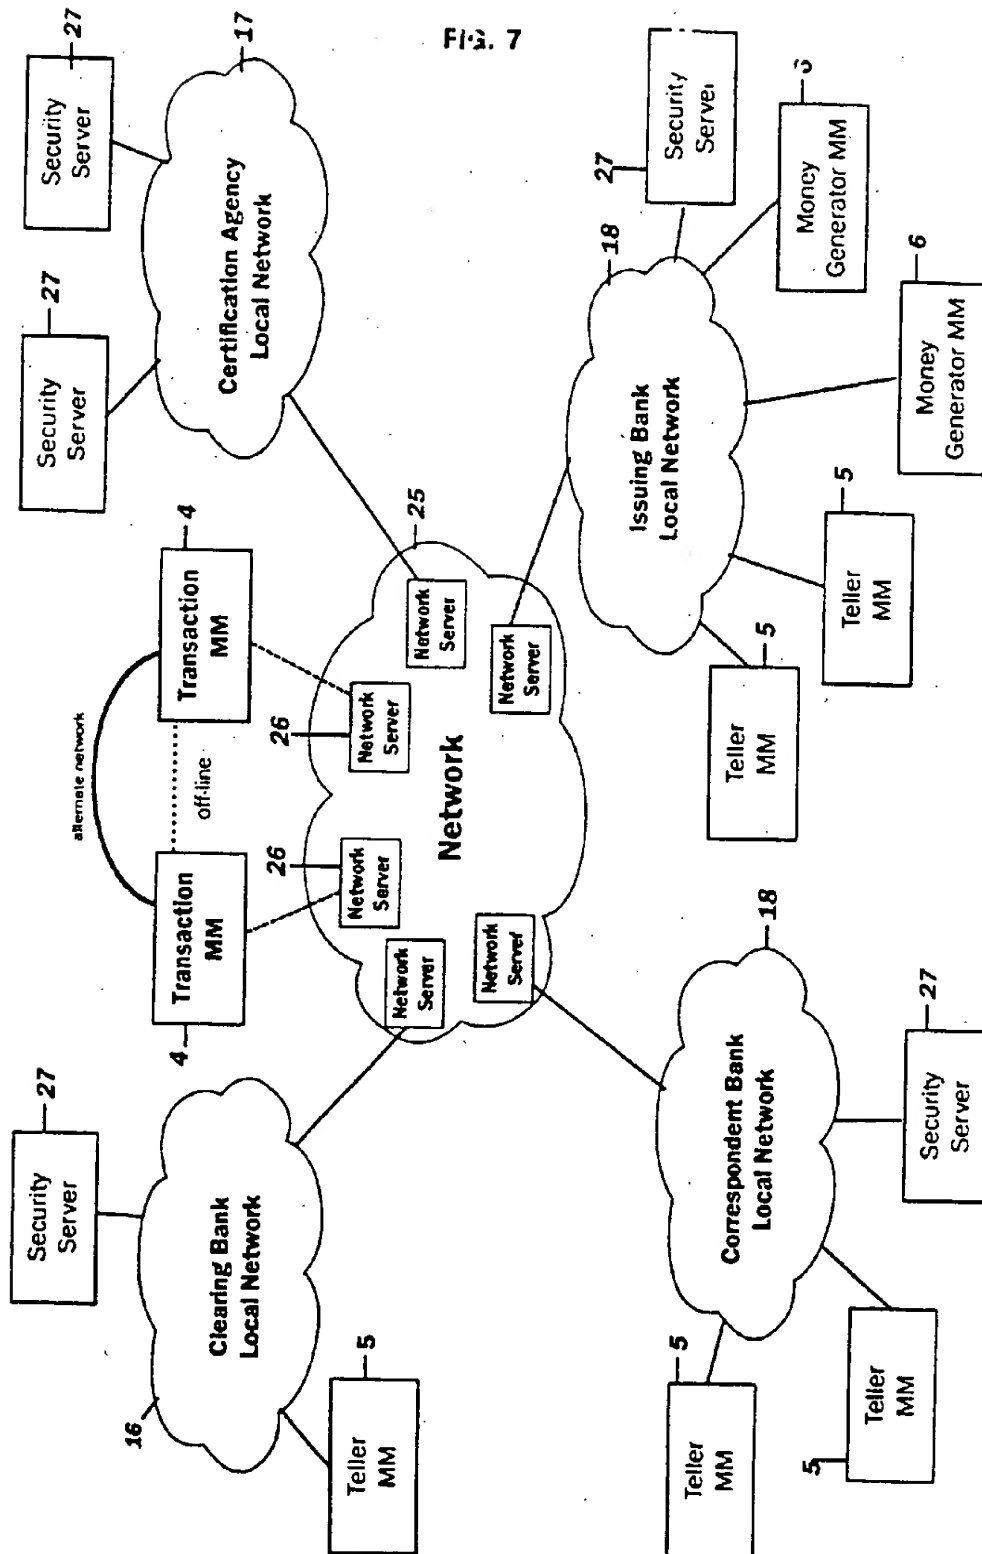 FIG. 7
Security
Server
27
Clearing Bank
Local Network
16
Teller
MM
5
alternate network
Transaction
MM
4
off-line
Transaction
MM
4
Security
Server
27
Security
Server
27
Certification Agency
Local Network
17
Network
25
Network
Server
Network
Server
26
Network
Server
26
Network
Server
Network
Server
Network
Server
Correspondent Bank
Local Network
18
Teller
MM
5
Teller
MM
5
Security
Server
27
Issuing Bank
Local Network
18
Teller
MM
5
Teller
MM
5
Money
Generator MM
6
Money
Generator MM
Security
Server
27